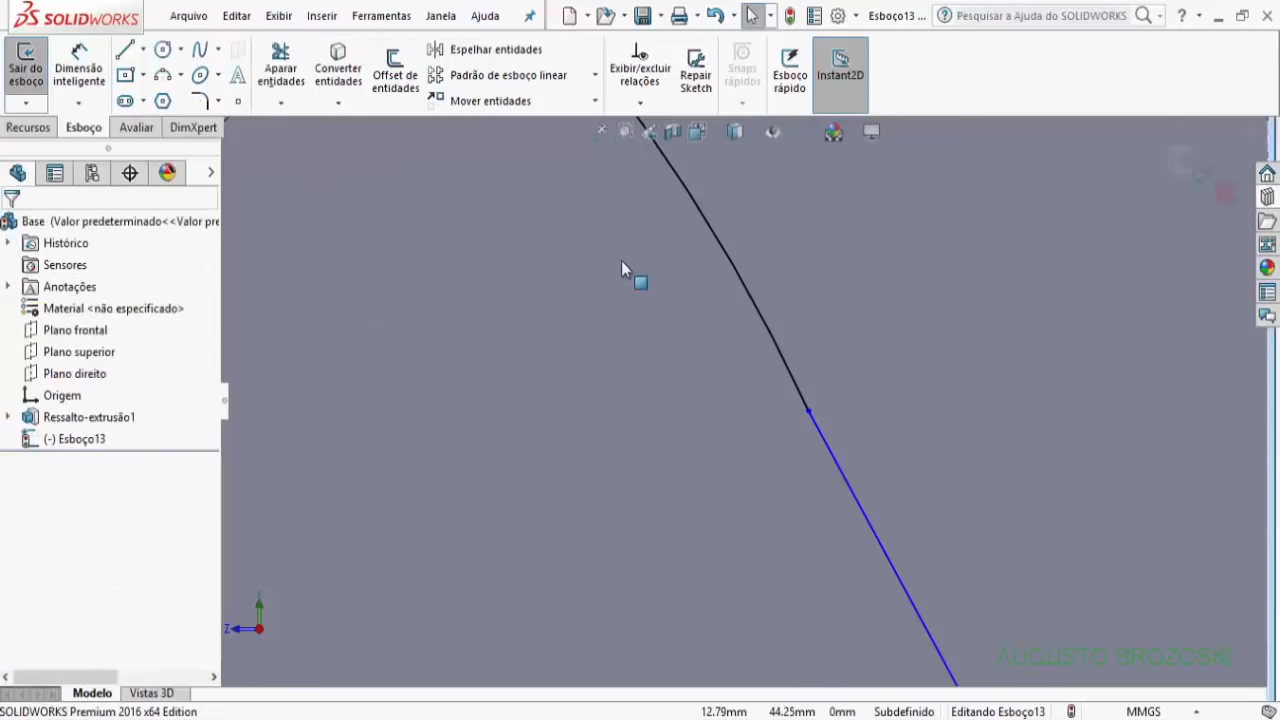 SOLIDWORKS
Arquivo Editar Exibir Inserir Ferramentas Janela Ajuda
Esboço13 ...
Pesquisar a Ajuda do SOLIDWORKS
Sair do esboço
Dimensão inteligente
Aparar entidades
Converter entidades
Offset de entidades
Espelhar entidades
Padrão de esboço linear
Mover entidades
Exibir/excluir relações
Repair Sketch
Snaps rápidos
Esboço rápido
Instant2D
Recursos Esboço Avaliar DimXpert
Base (Valor predeterminado<<Valor pre
Histórico
Sensores
Anotações
Material <não especificado>
Plano frontal
Plano superior
Plano direito
Origem
Ressalto-extrusão1
(-) Esboço13
Z
AUGUSTO BROZOSKI
Modelo Vistas 3D
SOLIDWORKS Premium 2016 x64 Edition
12.79mm 44.25mm 0mm Subdefinido Editando Esboço13 MMGS